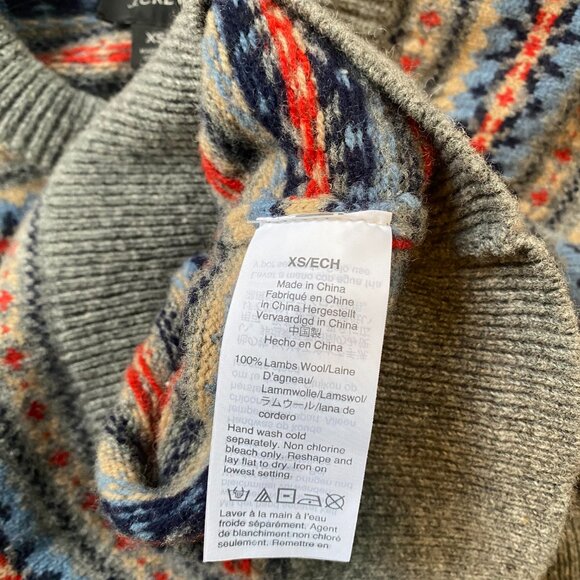 XS
XS/ECH
Made in China
Fabriqué en Chine
in China Hergestellt
Vervaardigd in China
中国製
Hecho en China
100% Lambs Wool/Laine
D'agneau/
Lammwolle/Lamswol/
ラムウール/lana de
cordero
Hand wash cold
separately. Non chlorine
bleach only. Reshape and
lay flat to dry. Iron on
lowest setting.
Laver à la main à l'eau
froide séparément. Agent
de blanchiment non chloré
seulement. Remettre en